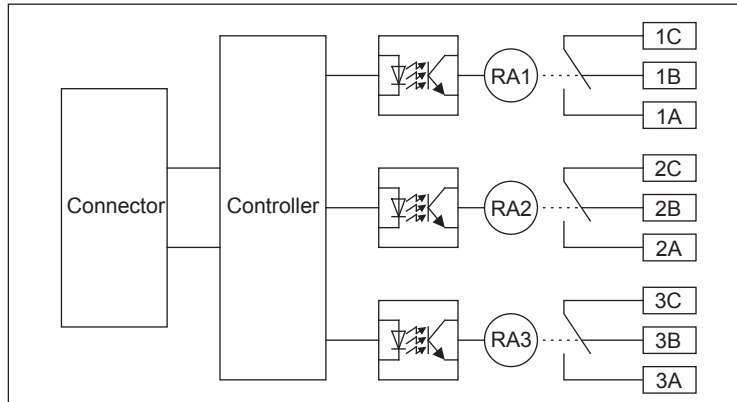 Connector
Controller
RA1
1C
1B
1A
RA2
2C
2B
2A
RA3
3C
3B
3A